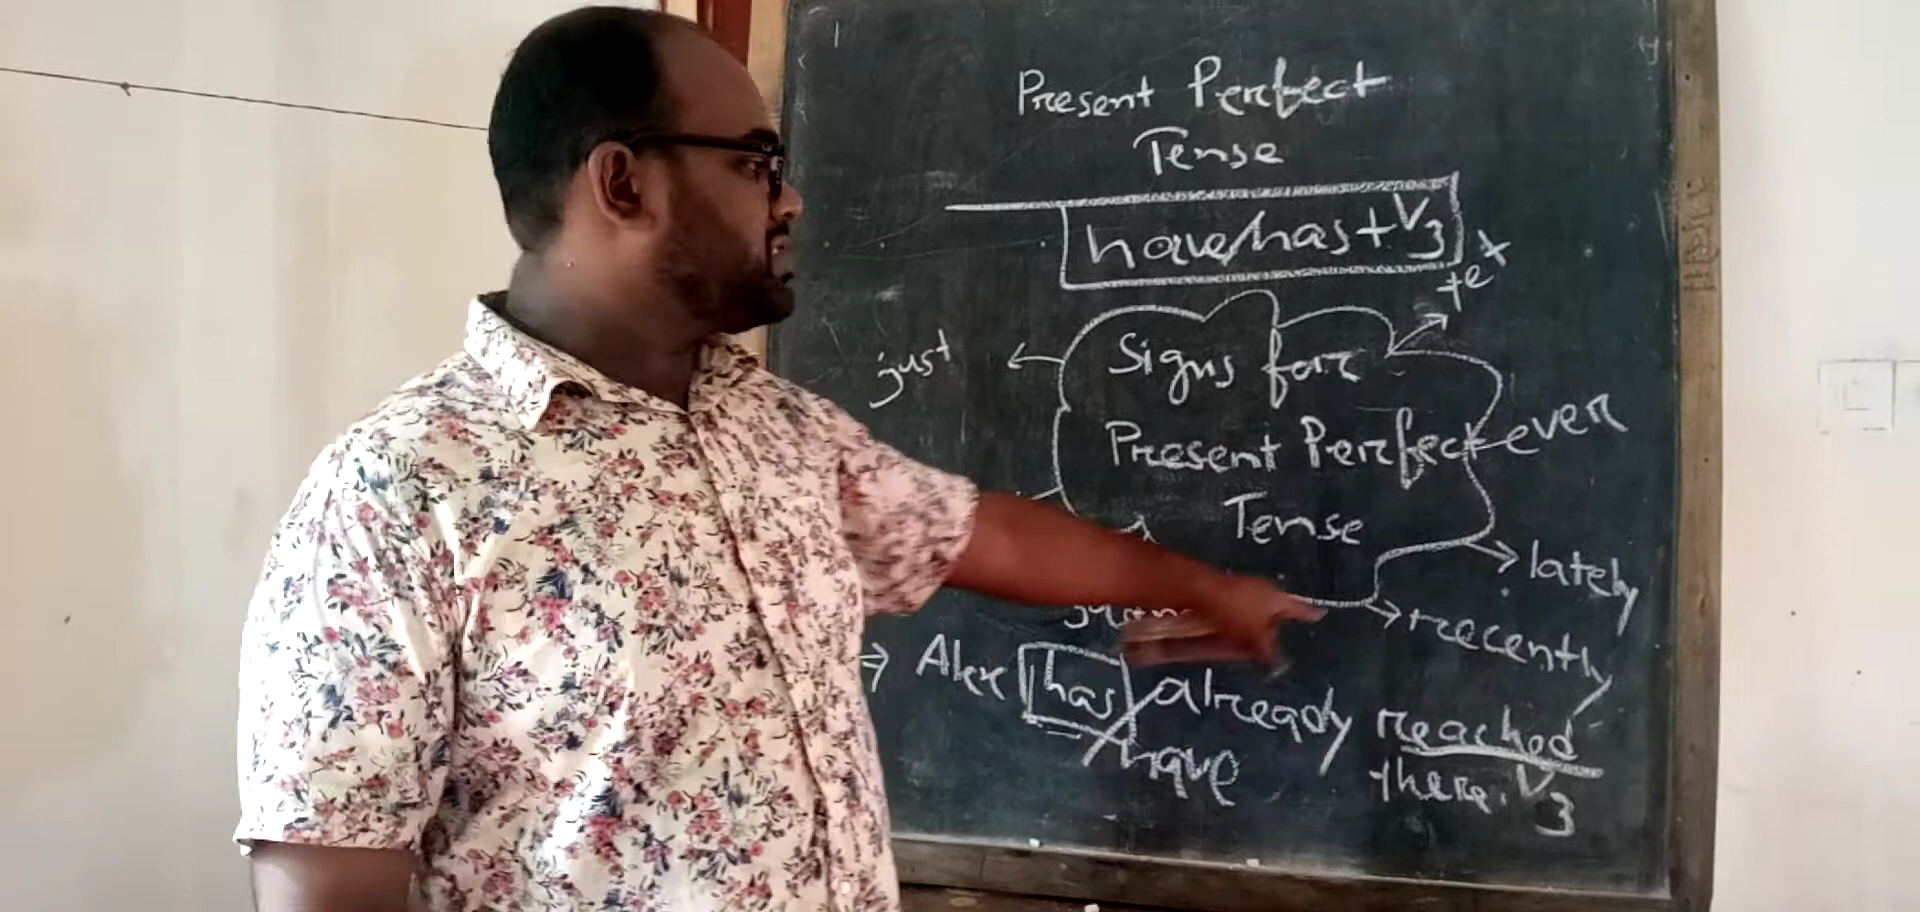 Present Perfect
Tense
have/has + V3
yet
just
Signs for
Present Perfect
Tense
ever
lately
recently
=> Alex has already reached
have
there. V3